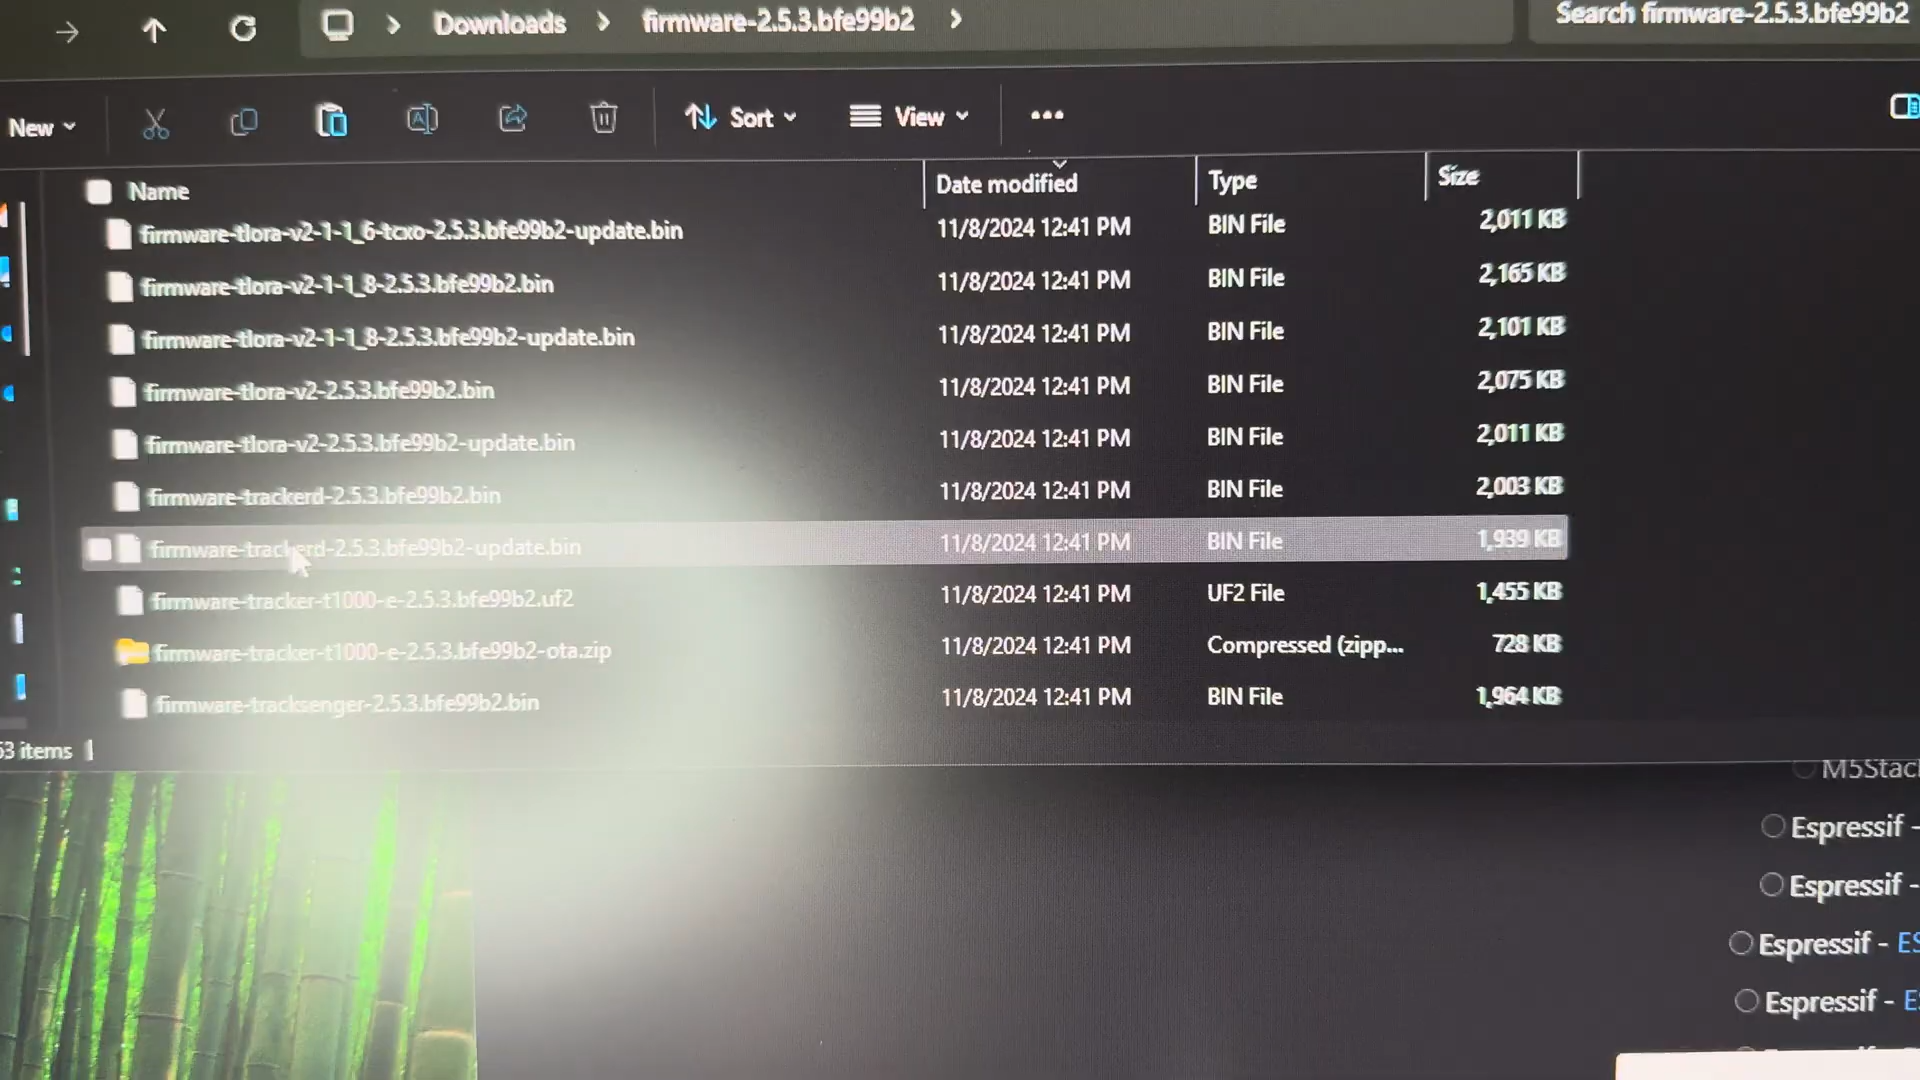 Downloads firmware-2.5.3.bfe99b2
Search firmware-2.5.3.bfe99b2
New Sort View
Name Date modified Type Size
firmware-tlora-v2-1-1_6-tcxo-2.5.3.bfe99b2-update.bin 11/8/2024 12:41 PM BIN File 2,011 KB
firmware-tlora-v2-1-1_8-2.5.3.bfe99b2.bin 11/8/2024 12:41 PM BIN File 2,165 KB
firmware-tlora-v2-1-1_8-2.5.3.bfe99b2-update.bin 11/8/2024 12:41 PM BIN File 2,101 KB
firmware-tlora-v2-2.5.3.bfe99b2.bin 11/8/2024 12:41 PM BIN File 2,075 KB
firmware-tlora-v2-2.5.3.bfe99b2-update.bin 11/8/2024 12:41 PM BIN File 2,011 KB
firmware-trackerd-2.5.3.bfe99b2.bin 11/8/2024 12:41 PM BIN File 2,003 KB
firmware-trackerd-2.5.3.bfe99b2-update.bin 11/8/2024 12:41 PM BIN File 1,939 KB
firmware-tracker-t1000-e-2.5.3.bfe99b2.uf2 11/8/2024 12:41 PM UF2 File 1,455 KB
firmware-tracker-t1000-e-2.5.3.bfe99b2-ota.zip 11/8/2024 12:41 PM Compressed (zipp... 728 KB
firmware-tracksenger-2.5.3.bfe99b2.bin 11/8/2024 12:41 PM BIN File 1,964 KB
53 items
M5Stack
Espressif -
Espressif -
Espressif - ES
Espressif - E